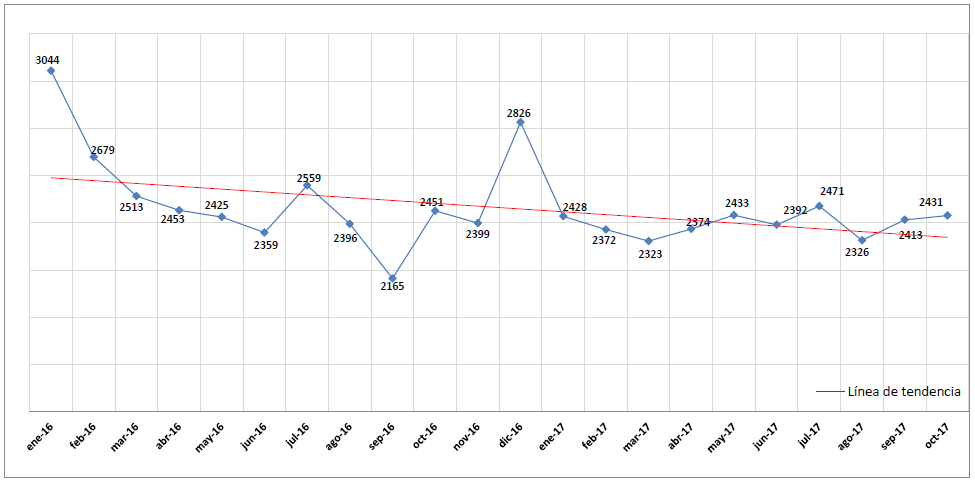 3044
2679
2513
2453
2425
2359
2559
2396
2165
2451
2399
2826
2428
2372
2323
2374
2433
2392
2471
2326
2413
2431
Línea de tendencia
ene-16
feb-16
mar-16
abr-16
may-16
jun-16
jul-16
ago-16
sep-16
oct-16
nov-16
dic-16
ene-17
feb-17
mar-17
abr-17
may-17
jun-17
jul-17
ago-17
sep-17
oct-17